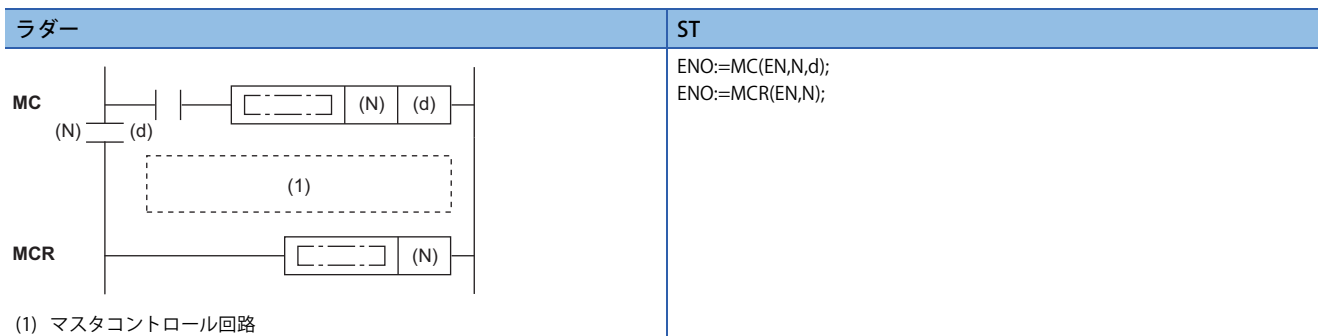 ラダー
ST
MC
(N)
(d)
(N)
(d)
(1)
MCR
(N)
(1) マスタコントロール回路
ENO:=MC(EN,N,d);
ENO:=MCR(EN,N);